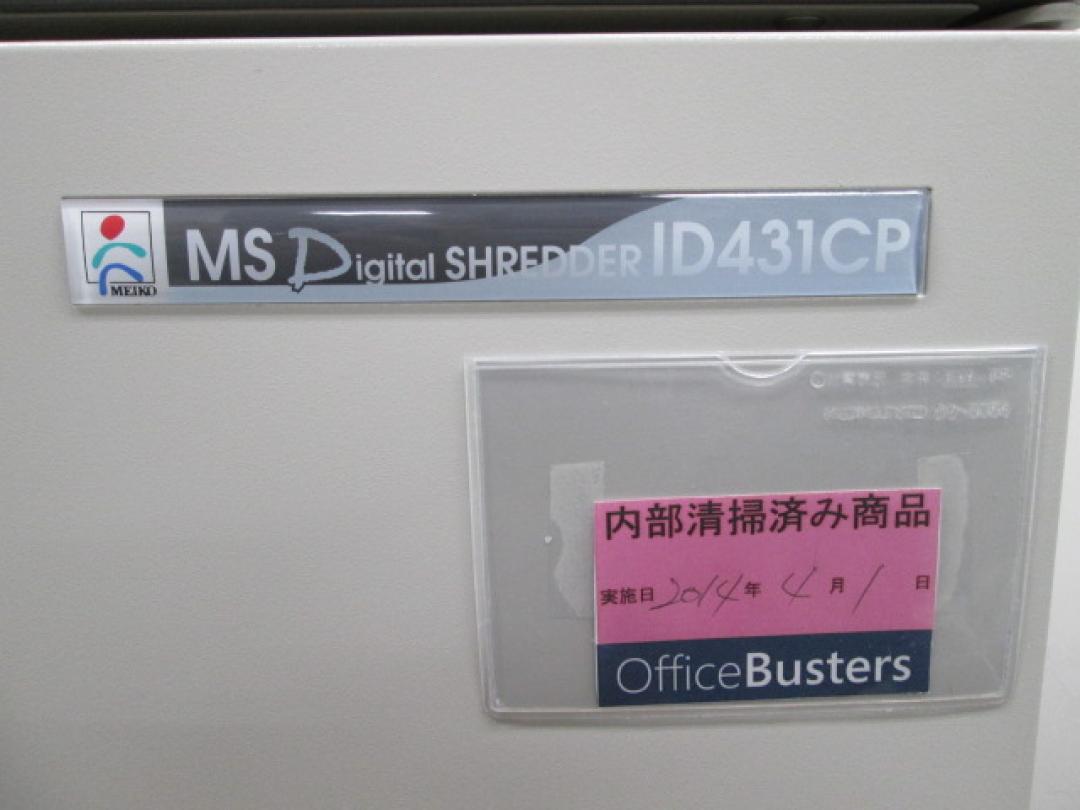 MEIKO
MS Digital SHREDDER ID431CP
内部清掃済み商品
実施日 2014年 4月 1日
OfficeBusters